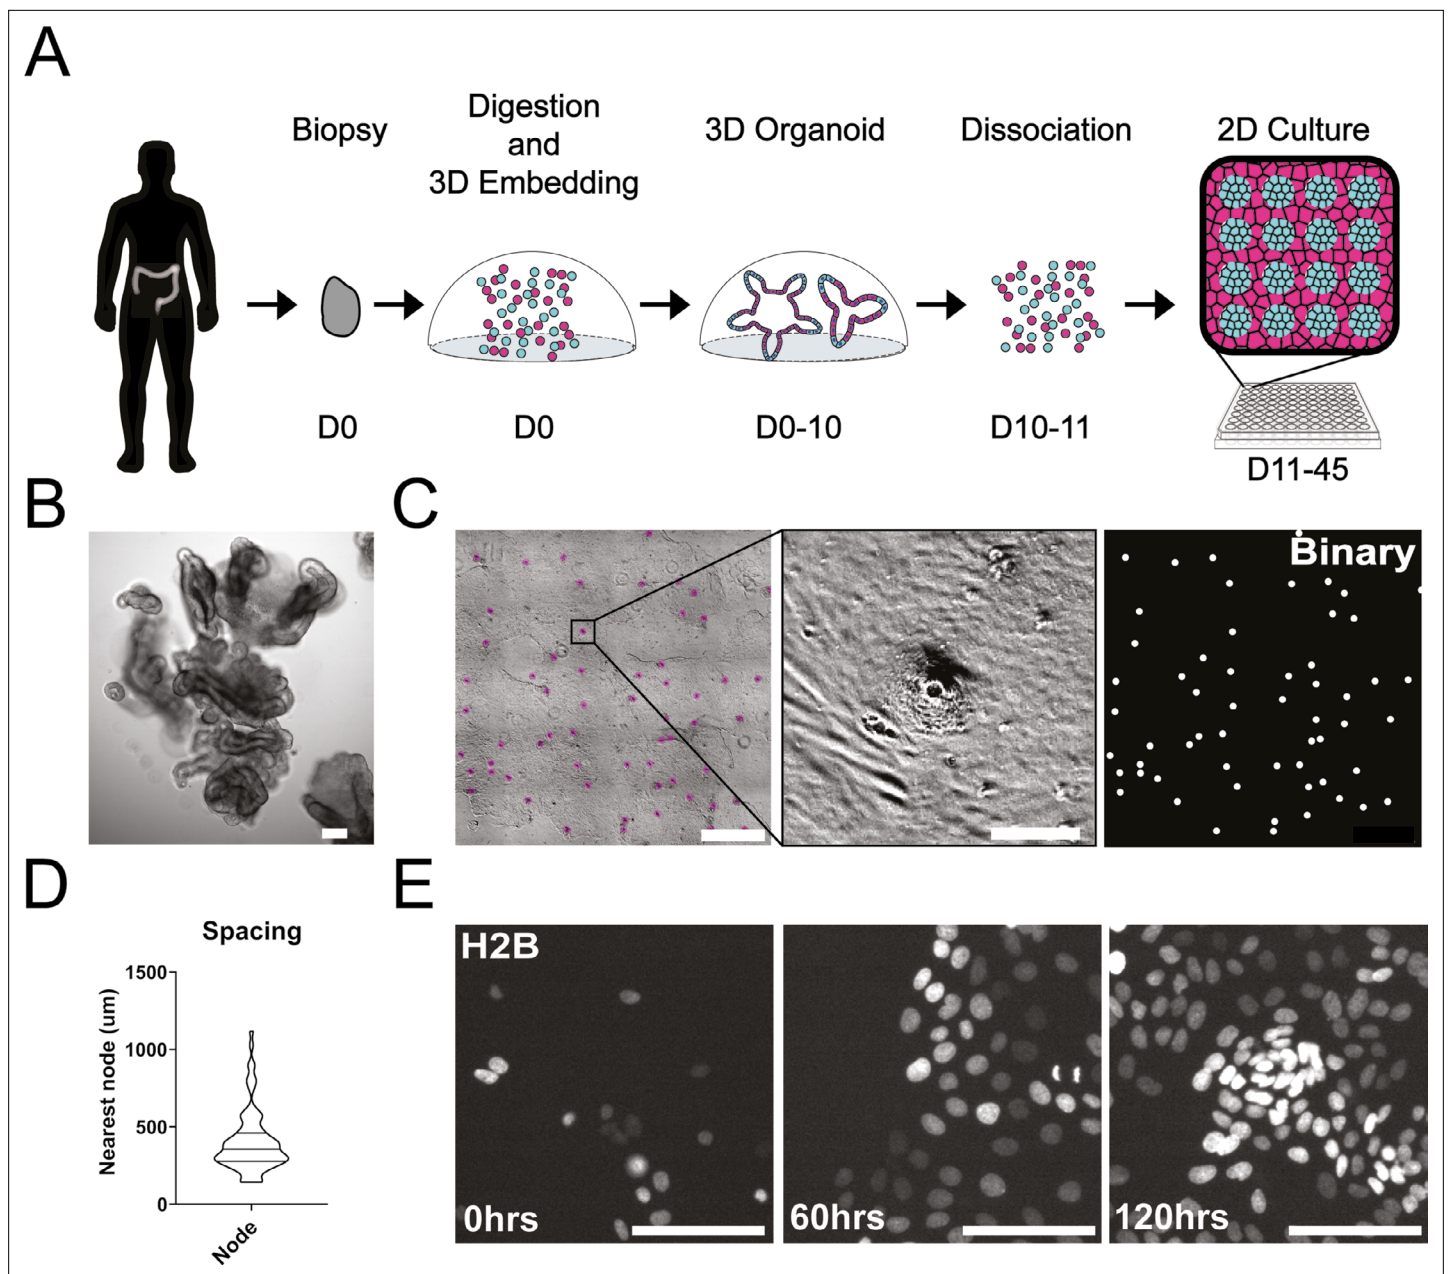 A
Biopsy
Digestion
and
3D Embedding
3D Organoid
Dissociation
2D Culture
D0
D0
D0-10
D10-11
D11-45
B
C
Binary
D
Spacing
Nearest node (um)
1500
1000
500
0
Node
E
H2B
0hrs
60hrs
120hrs